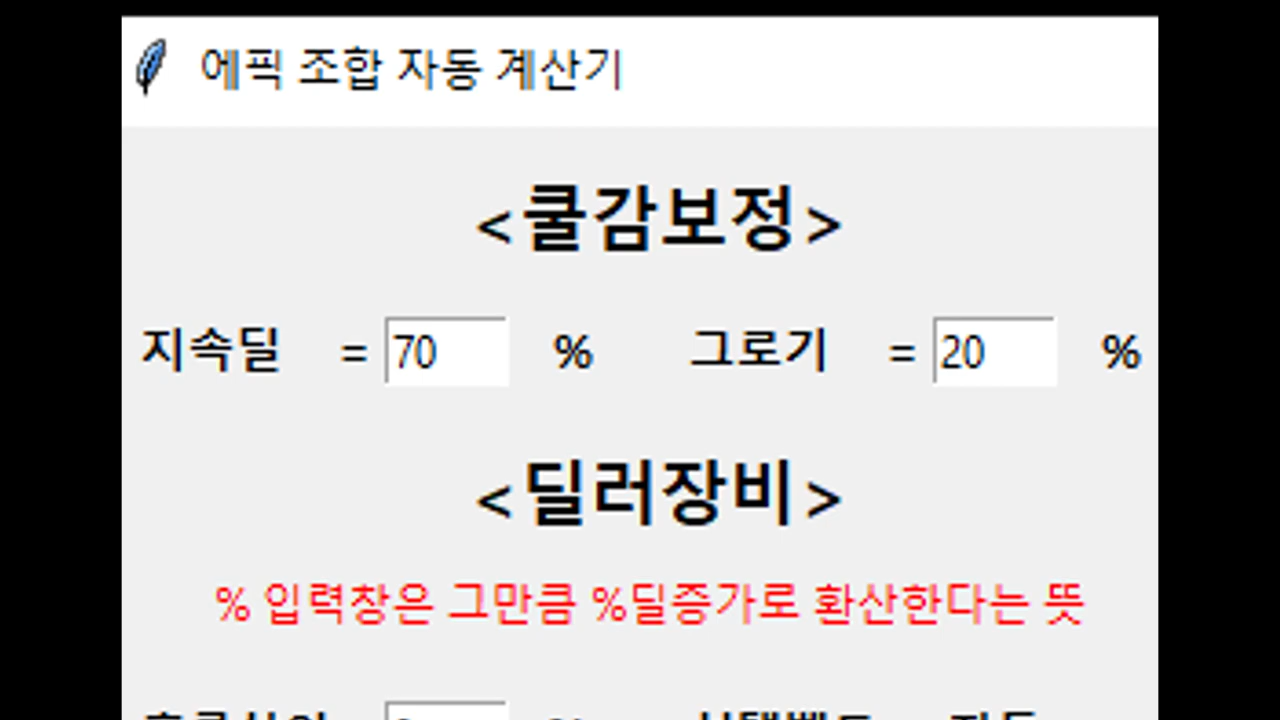 에픽 조합 자동 계산기
<쿨감보정>
지속딜 = 70 % 그로기 = 20 %
<딜러장비>
% 입력창은 그만큼 %딜증가로 환산한다는 뜻